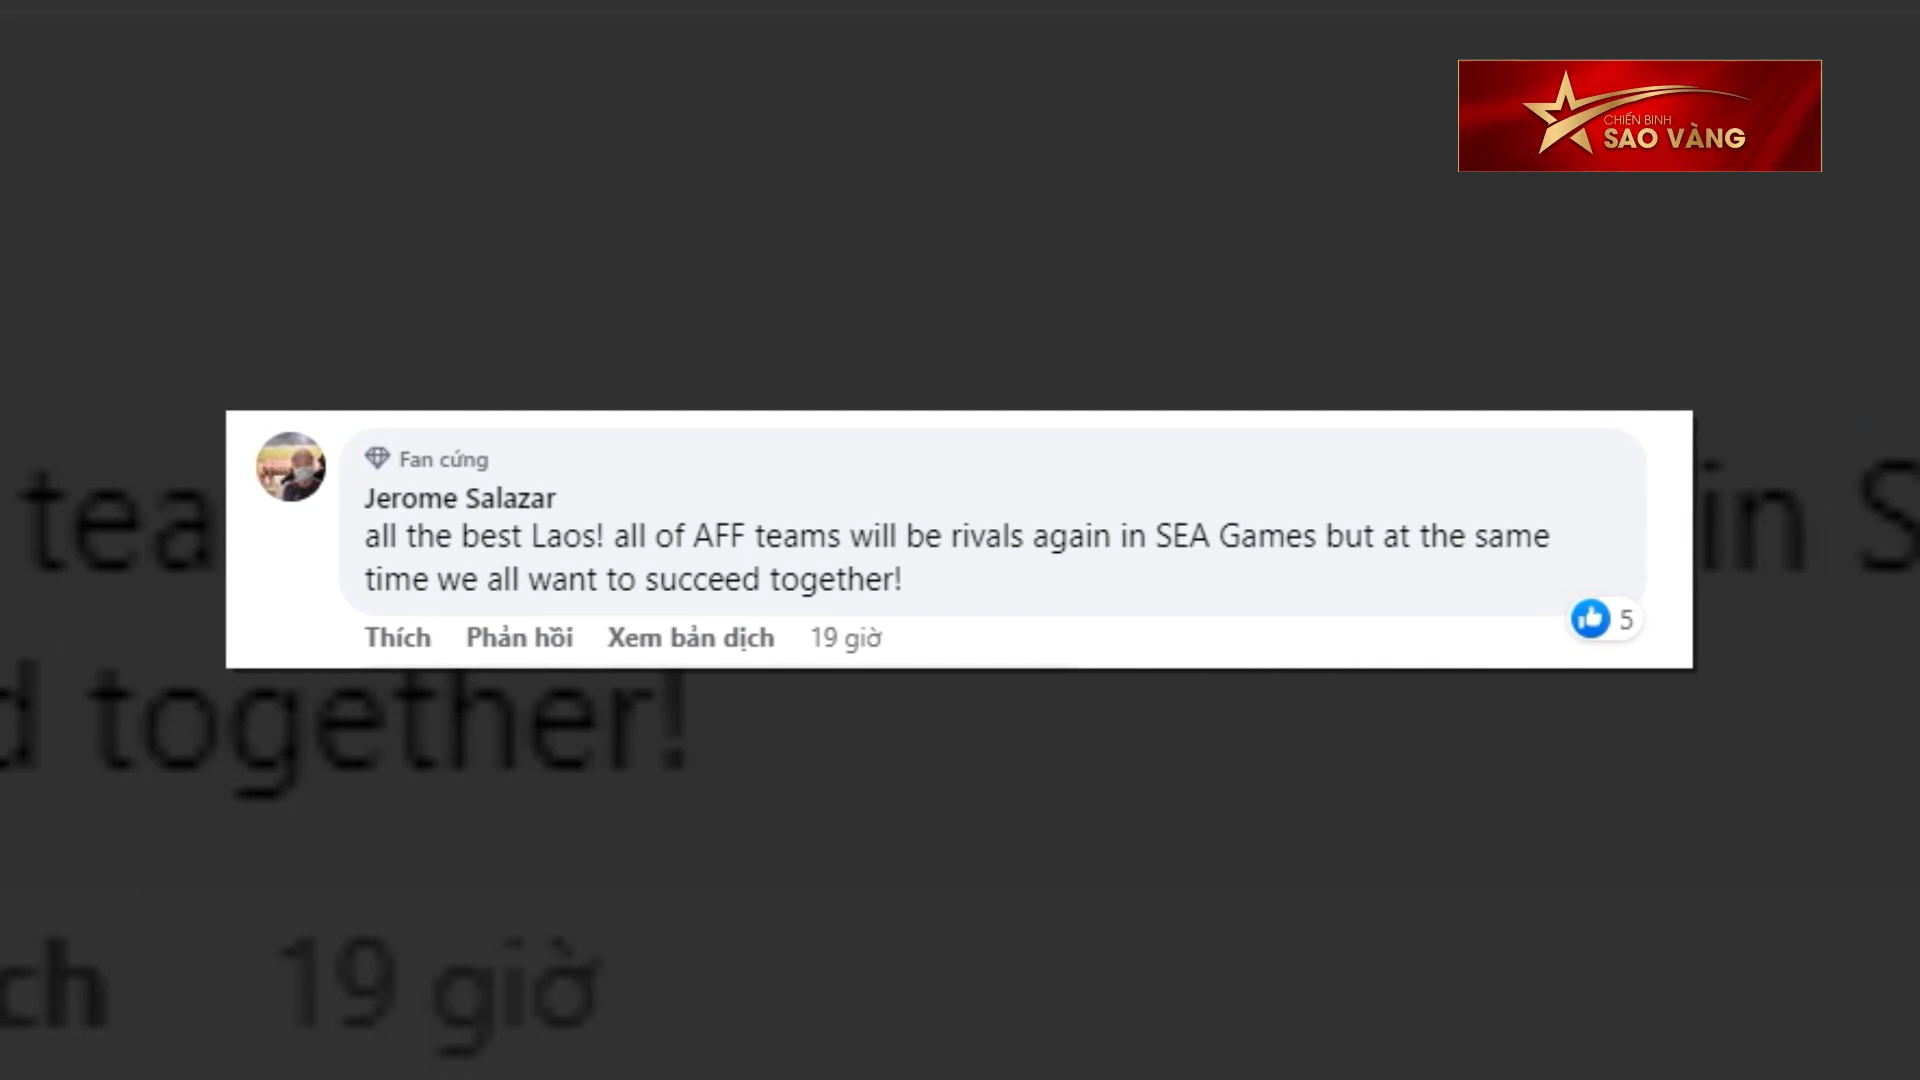 CHIẾN BINH
SAO VÀNG
Fan cứng
Jerome Salazar
all the best Laos! all of AFF teams will be rivals again in SEA Games but at the same
time we all want to succeed together!
Thích Phản hồi Xem bản dịch 19 giờ
5
tea
in S
d together!
ch 19 giờ